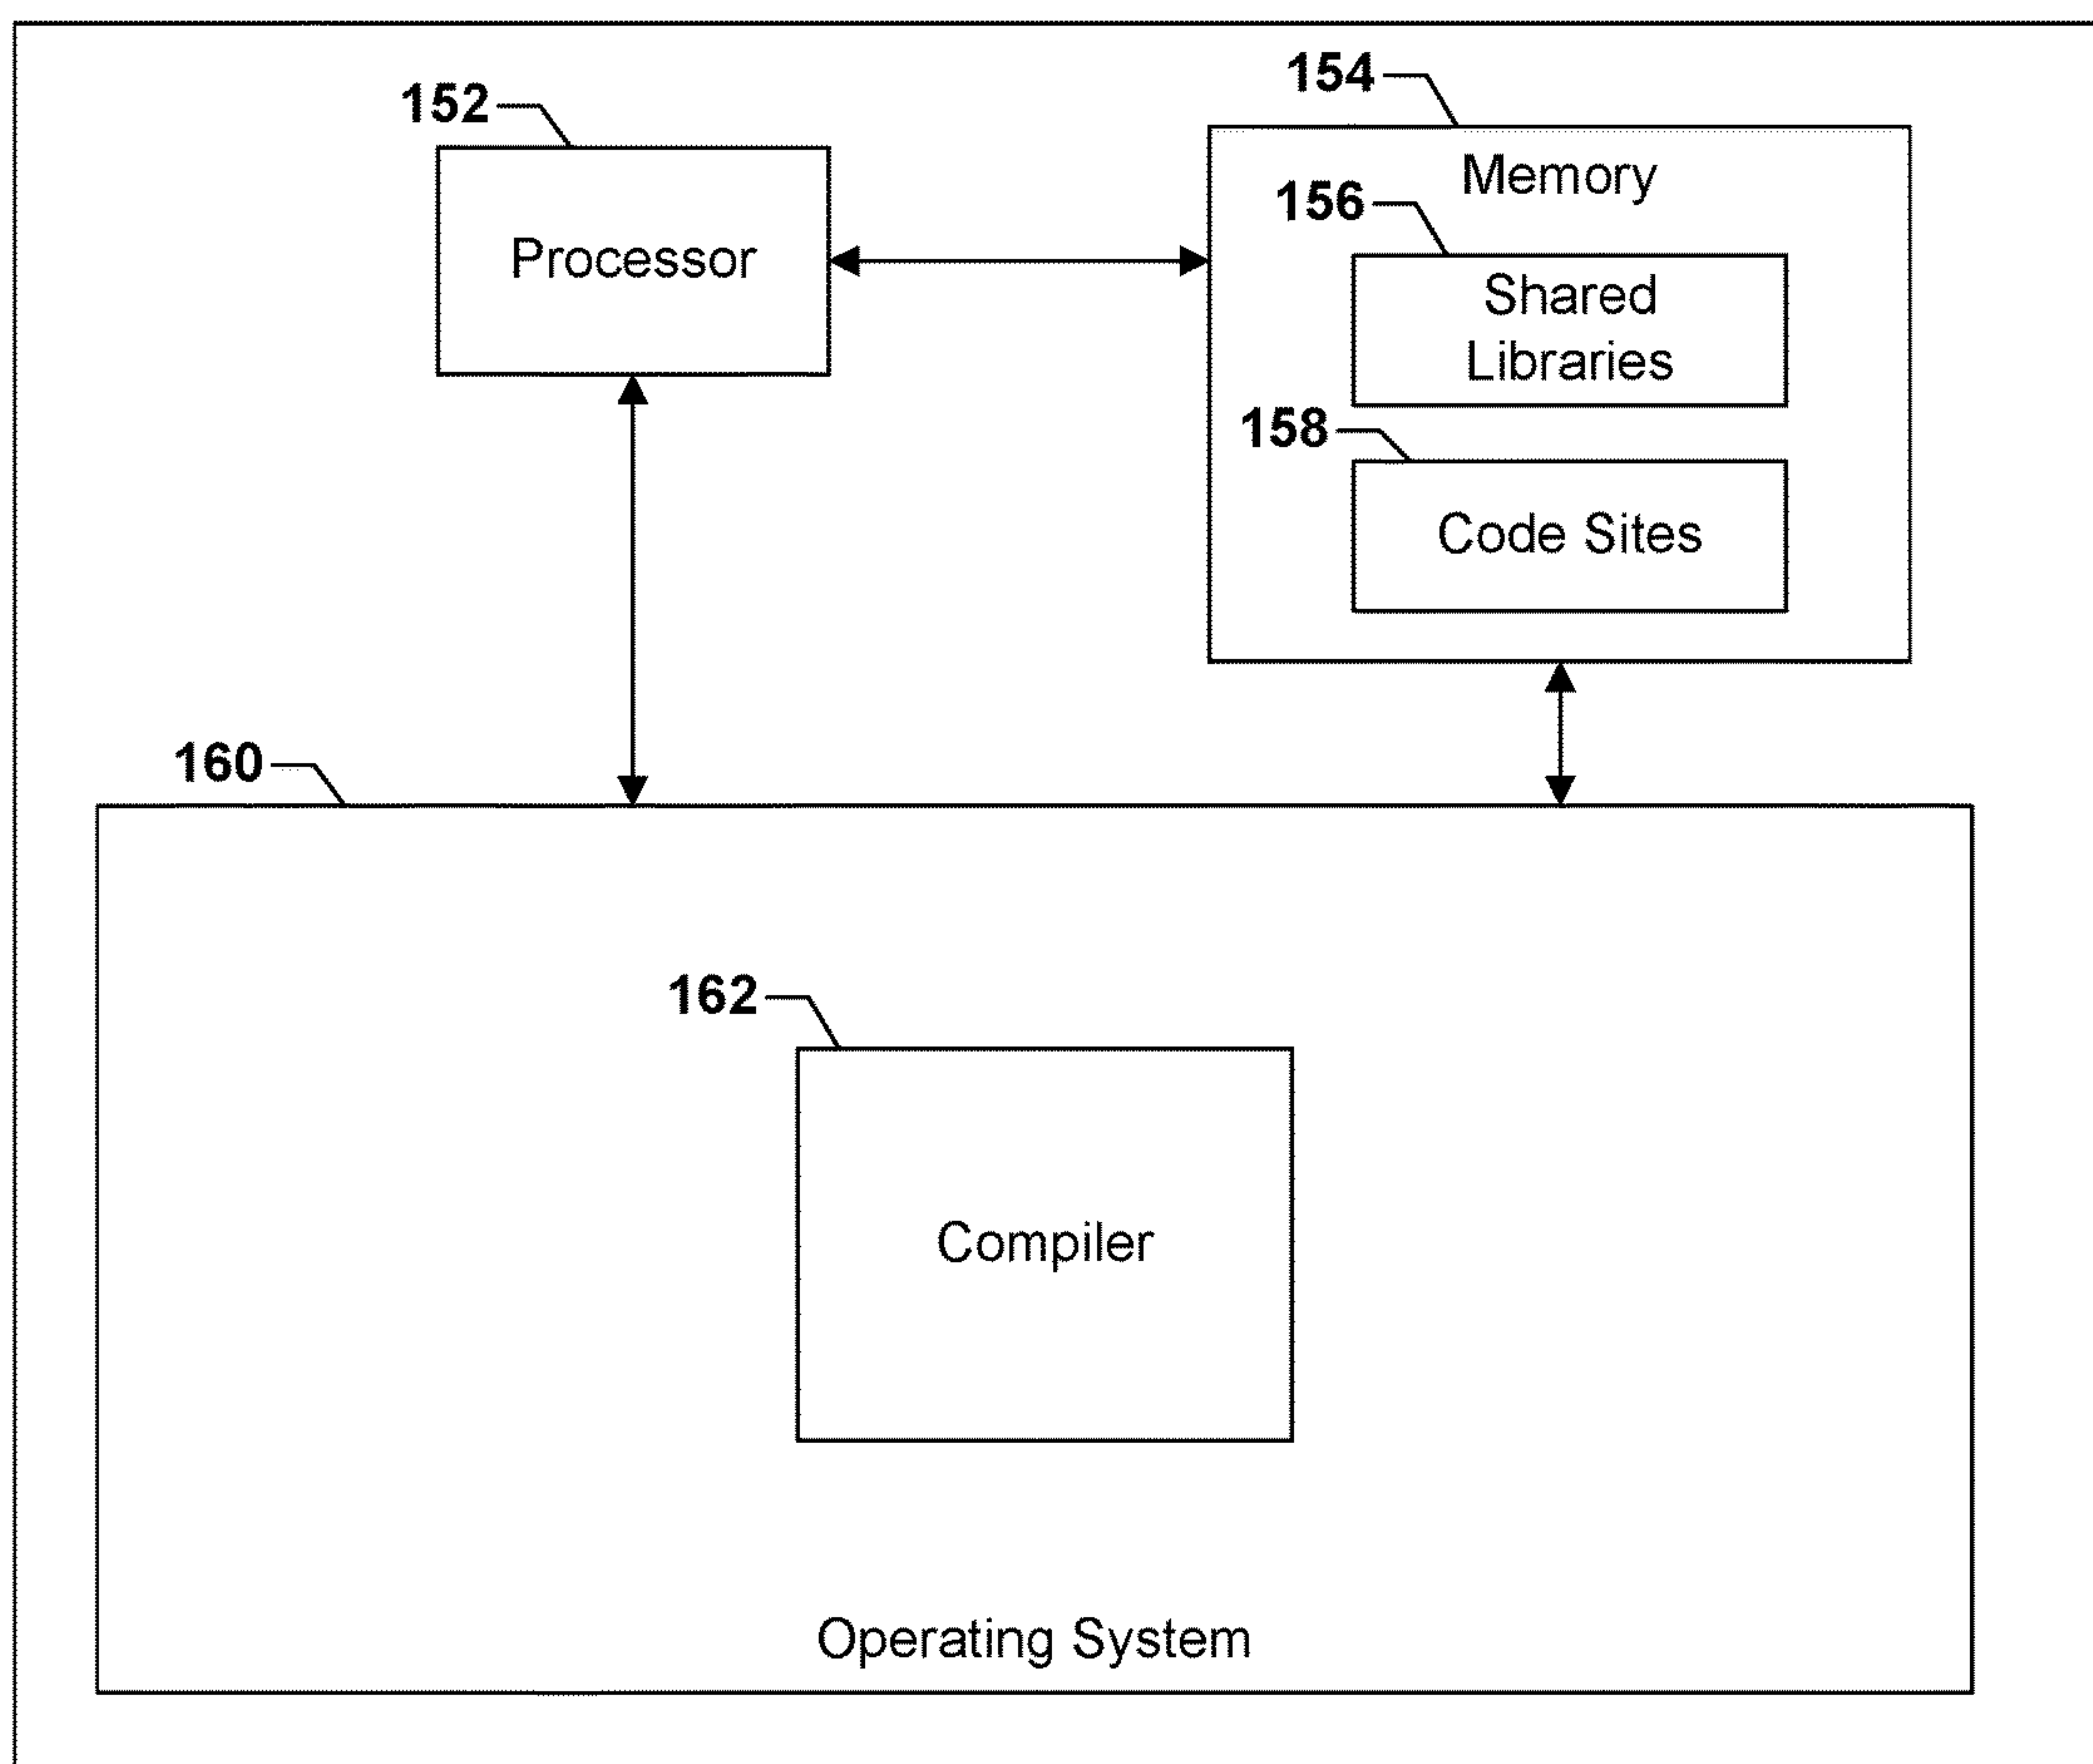 152
Processor
154
Memory
156
Shared
Libraries
158
Code Sites
160
162
Compiler
Operating System